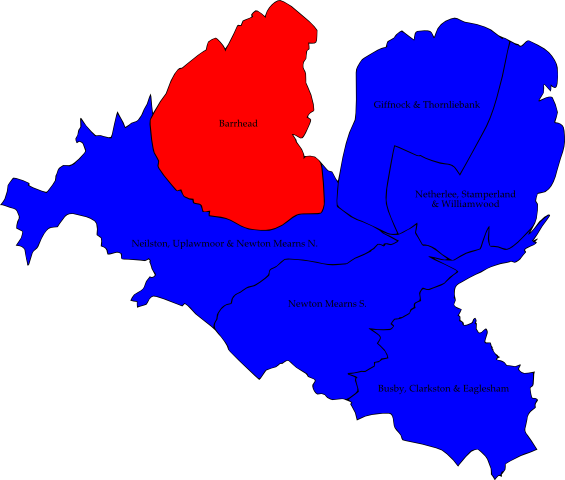 Giffnock & Thornliebank
Barrhead
Netherlee, Stamperland
& Williamwood
Neilston, Uplawmoor & Newton Mearns N.
Newton Mearns S.
Busby, Clarkston & Eaglesham